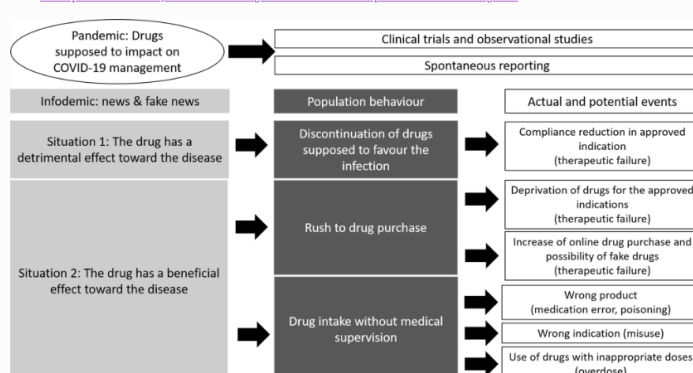 Pandemic: Drugs
supposed to impact on
COVID-19 management
Clinical trials and observational studies
Spontaneous reporting
Infodemic: news & fake news
Population behaviour
Actual and potential events
Situation 1: The drug has a
detrimental effect toward the disease
Discontinuation of drugs
supposed to favour the
infection
Compliance reduction in approved
indication
(therapeutic failure)
Situation 2: The drug has a beneficial
effect toward the disease
Rush to drug purchase
Deprivation of drugs for the approved
indications
(therapeutic failure)
Increase of online drug purchase and
possibility of fake drugs
(therapeutic failure)
Drug intake without medical
supervision
Wrong product
(medication error, poisoning)
Wrong indication (misuse)
Use of drugs with inappropriate doses
(overdose)